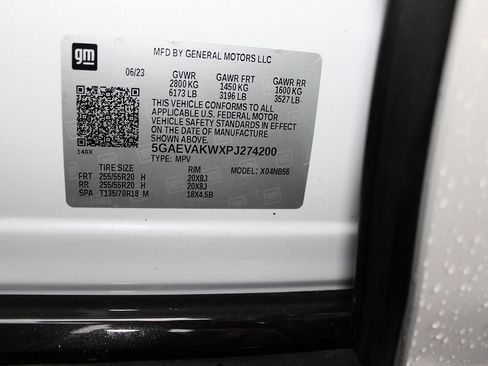 gm
MFD BY GENERAL MOTORS LLC
06/23 GVWR GAWR FRT GAWR RR
2800 KG 1450 KG 1600 KG
6173 LB 3196 LB 3527 LB
THIS VEHICLE CONFORMS TO ALL
APPLICABLE U.S. FEDERAL MOTOR
VEHICLE SAFETY STANDARDS IN EFFECT
ON THE DATE OF MANUFACTURE
SHOWN ABOVE.
140X 5GAEVAKWXPJ274200
TYPE: MPV
TIRE SIZE RIM MODEL: X04NB56
FRT 255/55R20 H 20X8J
RR 255/55R20 H 20X8J
SPA T135/70R18 M 18X4.5B